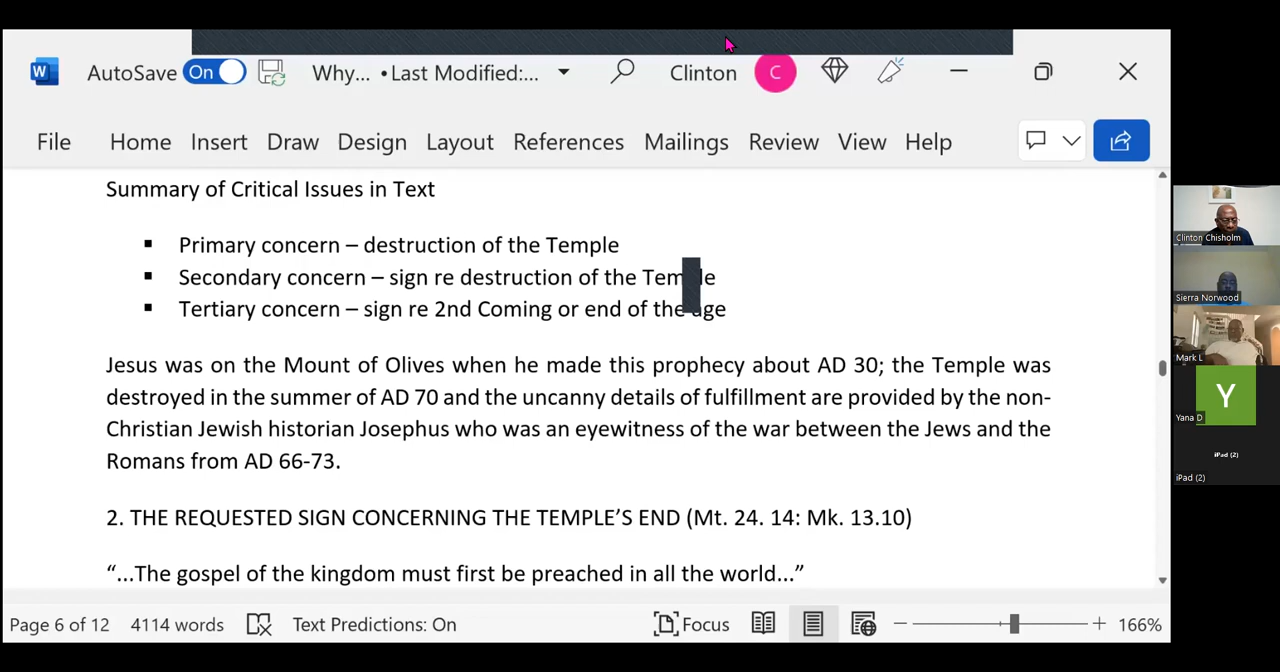 AutoSave On Why... • Last Modified:... Clinton C
File Home Insert Draw Design Layout References Mailings Review View Help
Summary of Critical Issues in Text
▪ Primary concern – destruction of the Temple
▪ Secondary concern – sign re destruction of the
▪ Tertiary concern – sign re 2nd Coming or end of the age
Jesus was on the Mount of Olives when he made this prophecy about AD 30; the Temple was
destroyed in the summer of AD 70 and the uncanny details of fulfillment are provided by the non-
Christian Jewish historian Josephus who was an eyewitness of the war between the Jews and the
Romans from AD 66-73.
2. THE REQUESTED SIGN CONCERNING THE TEMPLE'S END (Mt. 24. 14: Mk. 13.10)
“...The gospel of the kingdom must first be preached in all the world...”
Page 6 of 12 4114 words Text Predictions: On Focus 166%
Clinton Chisholm
Sierra Norwood
Mark L
Y
Yana D
iPad (2)
iPad (2)